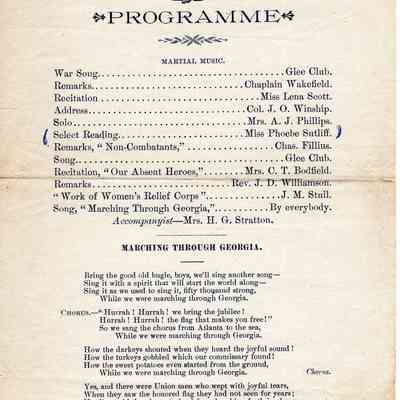 PROGRAMME
MARTIAL MUSIC.
War Song..............................Glee Club.
Remarks.........................Chaplain Wakefield.
Recitation.........................Miss Lena Scott.
Address.........................Col. J. O. Winship.
Solo..........................Mrs. A. J. Phillips.
Select Reading....................Miss Phoebe Sutliff.
Remarks, "Non-Combatants,"..............Chas. Fillius.
Song..............................Glee Club.
Recitation, "Our Absent Heroes,".......Mrs. C. T. Bodfield.
Remarks.....................Rev. J. D. Williamson.
"Work of Women's Relief Corps"..............J. M. Stull.
Song, "Marching Through Georgia,"..........By everybody.
Accompanyist—Mrs. H. G. Stratton.
MARCHING THROUGH GEORGIA.
Bring the good old bugle, boys, we'll sing another song—
Sing it with a spirit that will start the world along—
Sing it as we used to sing it, fifty thousand strong,
While we were marching through Georgia.
CHORUS.—"Hurrah! Hurrah! we bring the jubilee!
Hurrah! Hurrah! the flag that makes you free!"
So we sang the chorus from Atlanta to the sea,
While we were marching through Georgia.
How the darkeys shouted when they heard the joyful sound!
How the turkeys gobbled which our commissary found!
How the sweet potatoes even started from the ground,
While we were marching through Georgia. Chorus.
Yes, and there were Union men who wept with joyful tears,
When they saw the honored flag they had not seen for years;